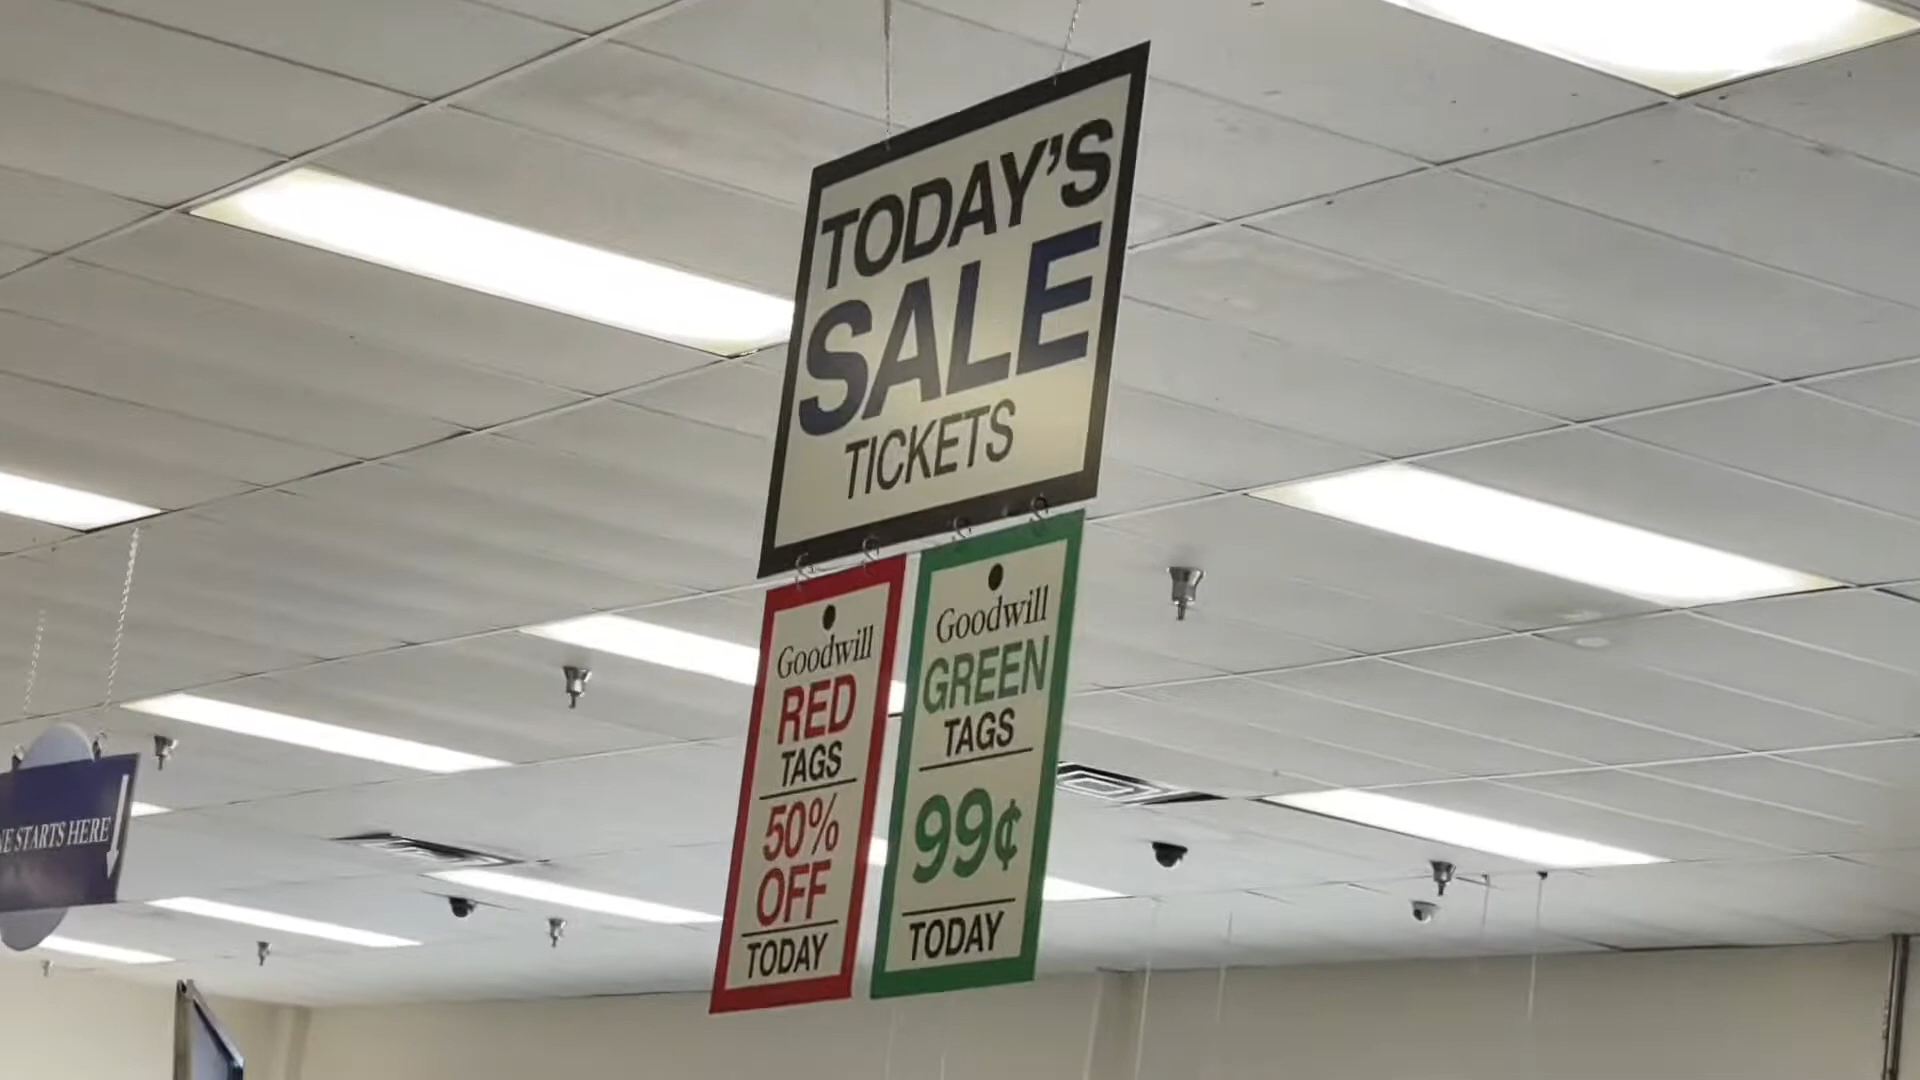 TODAY'S
SALE
TICKETS
Goodwill
RED
TAGS
50%
OFF
TODAY
Goodwill
GREEN
TAGS
99¢
TODAY
STARTS HERE